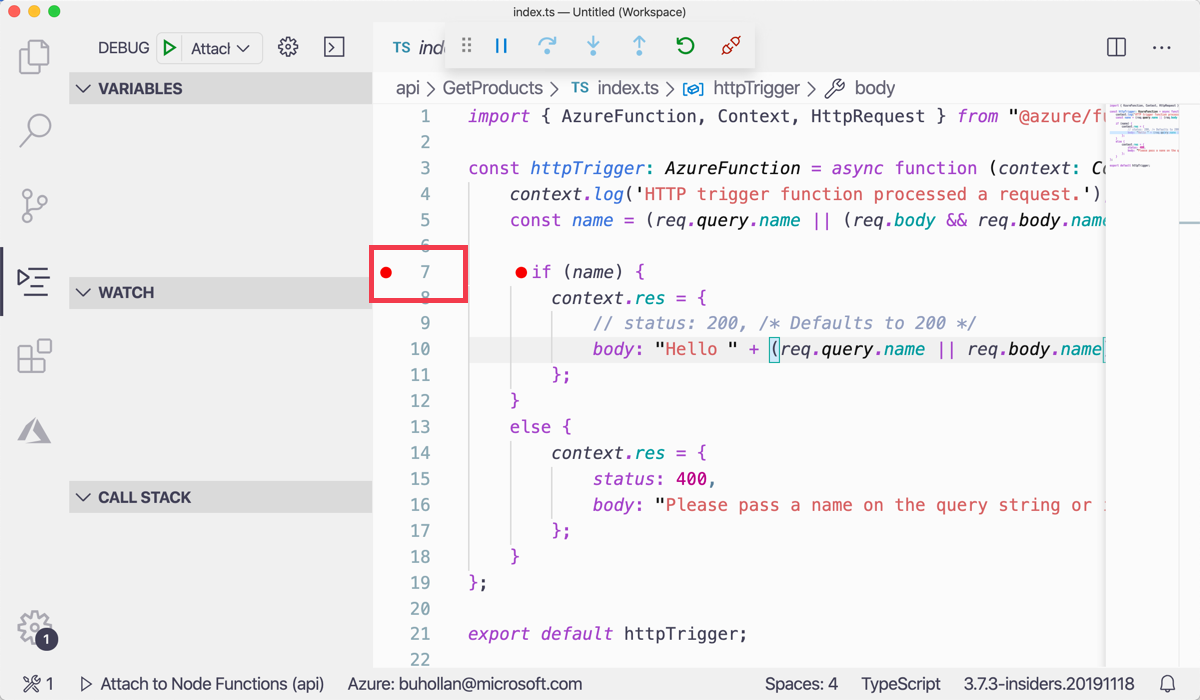 index.ts — Untitled (Workspace)
DEBUG Attach
TS
VARIABLES
WATCH
CALL STACK
api > GetProducts > TS index.ts > httpTrigger > body
1 import { AzureFunction, Context, HttpRequest } from "@azure/
2
3 const httpTrigger: AzureFunction = async function (context:
4 context.log('HTTP trigger function processed a request.')
5 const name = (req.query.name || (req.body && req.body.name
6
7 if (name) {
8 context.res = {
9 // status: 200, /* Defaults to 200 */
10 body: "Hello " + (req.query.name || req.body.name
11 };
12 }
13 else {
14 context.res = {
15 status: 400,
16 body: "Please pass a name on the query string or
17 };
18 }
19 };
20
21 export default httpTrigger;
22
1
1 Attach to Node Functions (api) Azure: buhollan@microsoft.com Spaces: 4 TypeScript 3.7.3-insiders.20191118